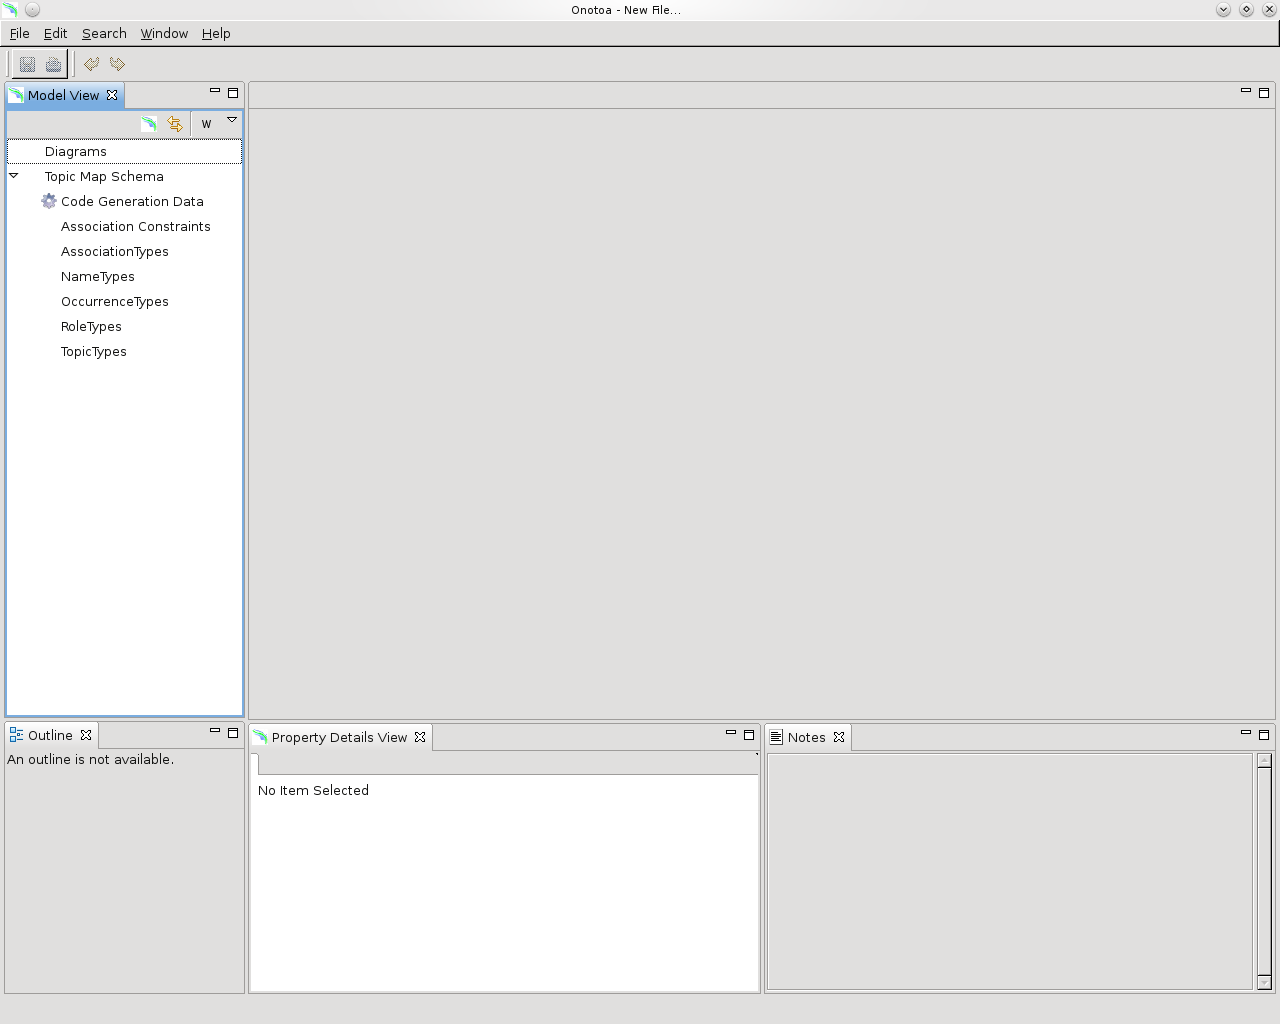 Onotoa - New File...
File Edit Search Window Help
Model View
W
Diagrams
Topic Map Schema
Code Generation Data
Association Constraints
AssociationTypes
NameTypes
OccurrenceTypes
RoleTypes
TopicTypes
Outline
An outline is not available.
Property Details View
No Item Selected
Notes